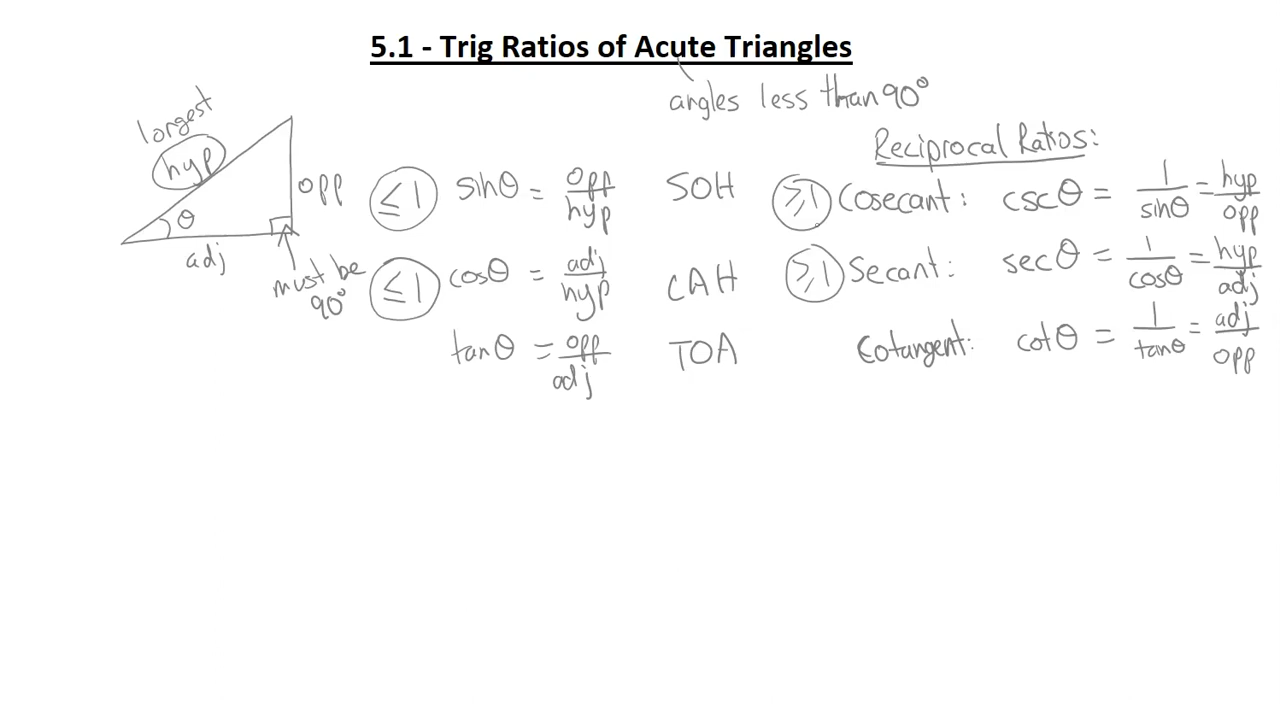 5.1 - Trig Ratios of Acute Triangles
angles less than 90°
longest
hyp
opp
θ
adj
must be
90°
≤1 sinθ = opp/hyp SOH
≤1 cosθ = adj/hyp CAH
tanθ = opp/adj TOA
Reciprocal Ratios:
≥1 Cosecant: cscθ = 1/sinθ = hyp/opp
≥1 Secant: secθ = 1/cosθ = hyp/adj
Cotangent: cotθ = 1/tanθ = adj/opp